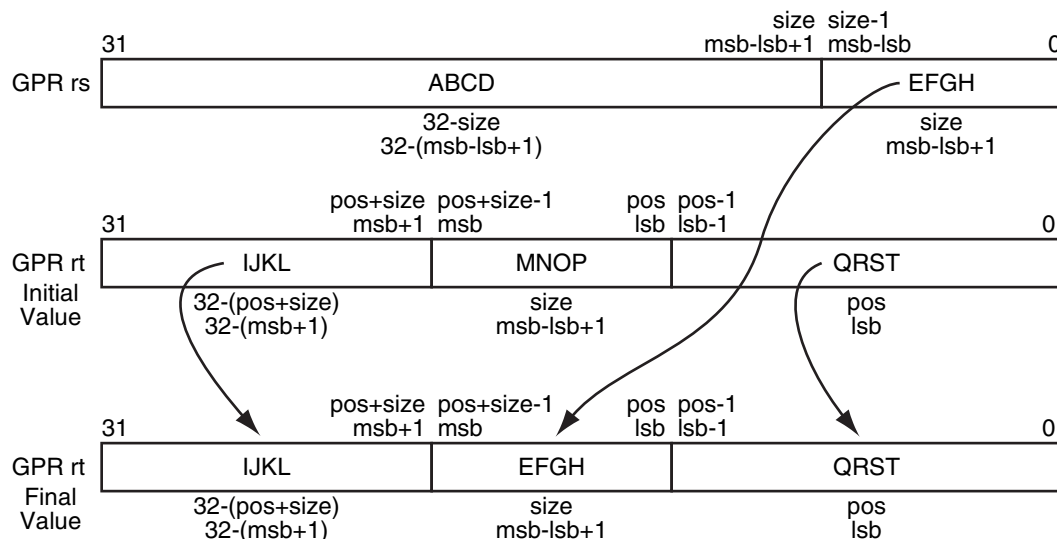 size size-1
31 msb-lsb+1 msb-lsb 0
GPR rs ABCD EFGH
32-size size
32-(msb-lsb+1) msb-lsb+1
pos+size pos+size-1 pos pos-1
31 msb+1 msb lsb lsb-1 0
GPR rt IJKL MNOP QRST
Initial 32-(pos+size) size pos
Value 32-(msb+1) msb-lsb+1 lsb
pos+size pos+size-1 pos pos-1
31 msb+1 msb lsb lsb-1 0
GPR rt IJKL EFGH QRST
Final 32-(pos+size) size pos
Value 32-(msb+1) msb-lsb+1 lsb